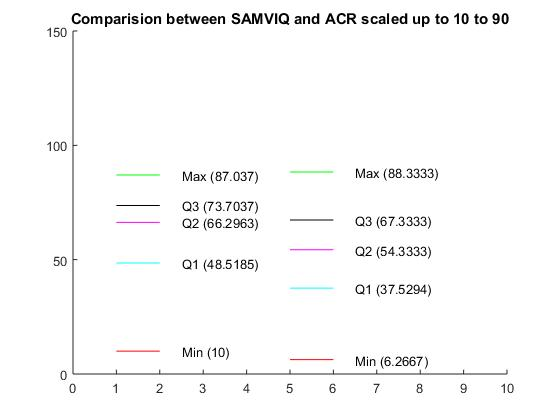 Comparision between SAMVIQ and ACR scaled up to 10 to 90
150
100
50
0
Max (87.037)
Q3 (73.7037)
Q2 (66.2963)
Q1 (48.5185)
Min (10)
Max (88.3333)
Q3 (67.3333)
Q2 (54.3333)
Q1 (37.5294)
Min (6.2667)
0 1 2 3 4 5 6 7 8 9 10